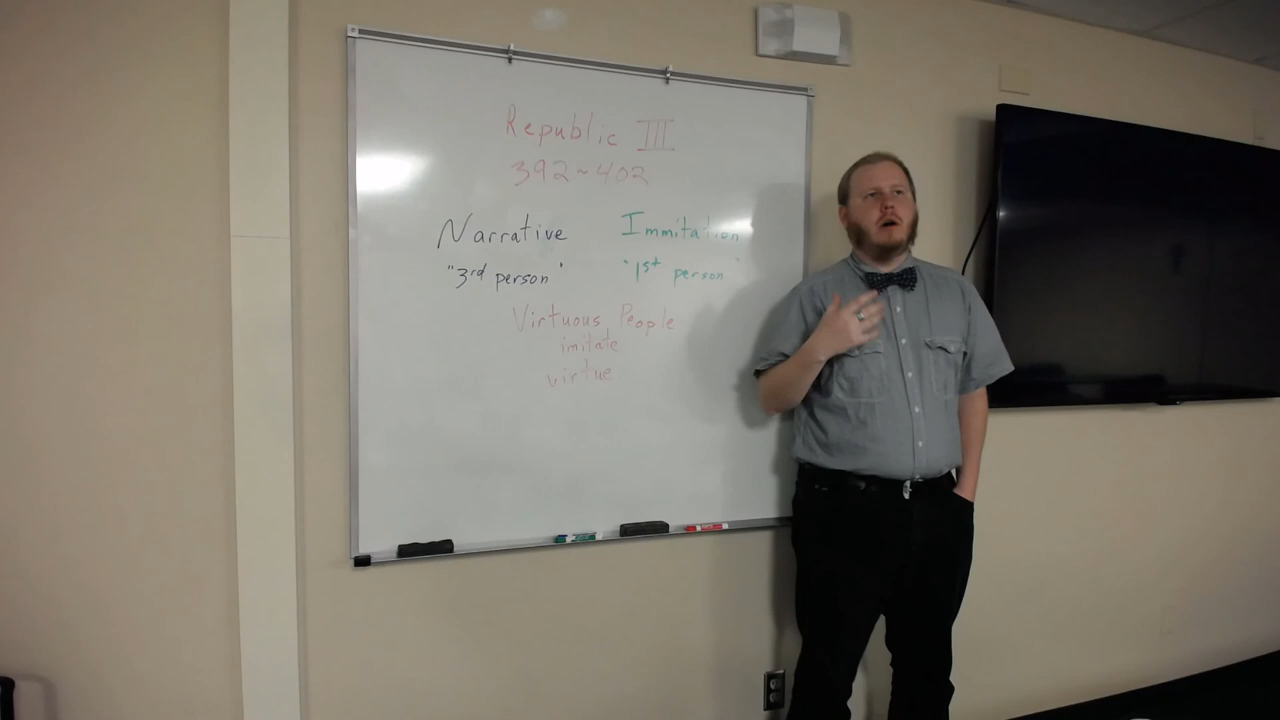 Republic III
392~402
Narrative Immitation
"3rd person" "1st person"
Virtuous People
imitate
virtue